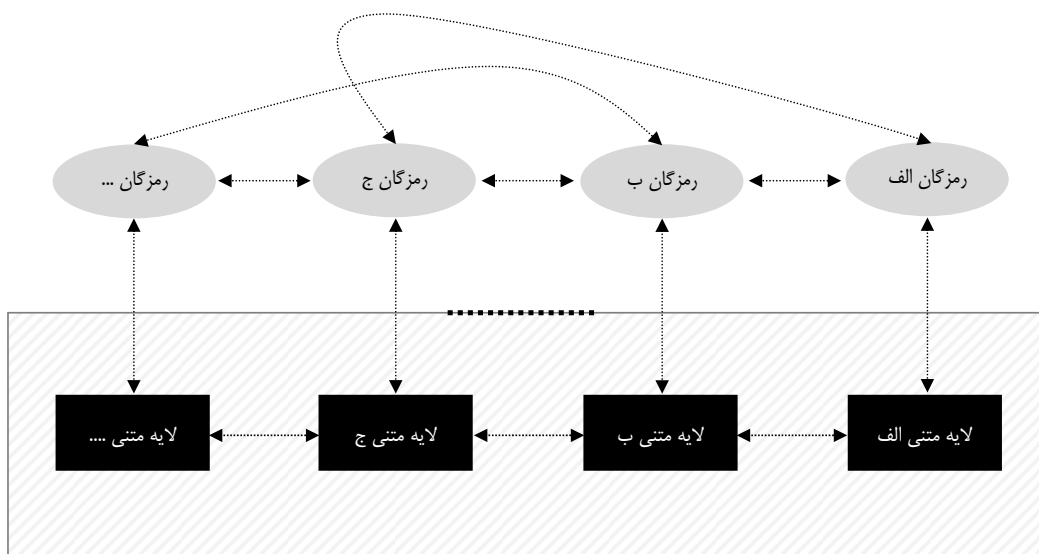 رمزگان الف
رمزگان ب
رمزگان ج
رمزگان ...
لایه متنی الف
لایه متنی ب
لایه متنی ج
لایه متنی ....